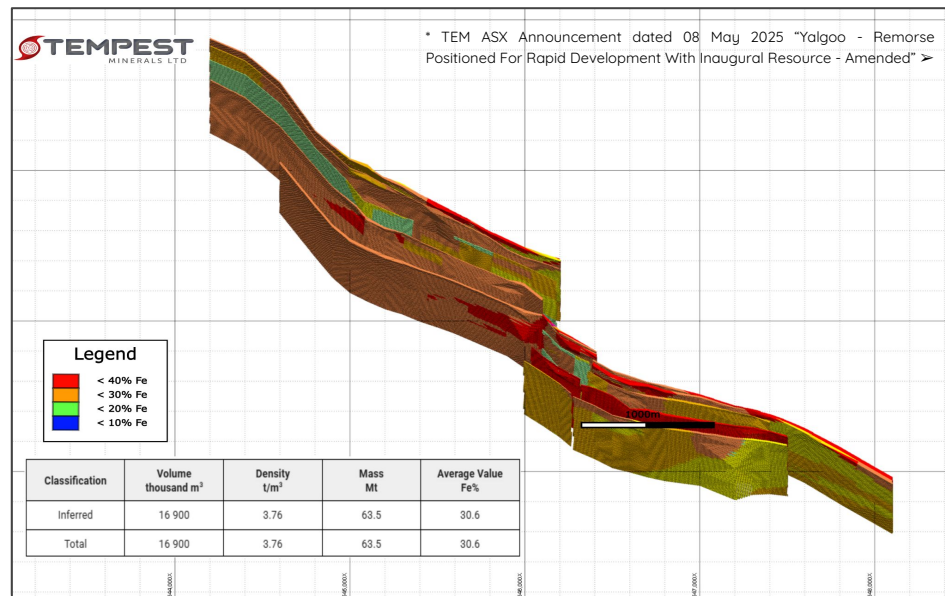 TEMPEST
MINERALS LTD
* TEM ASX Announcement dated 08 May 2025 “Yalgoo - Remorse
Positioned For Rapid Development With Inaugural Resource - Amended” ➢
Legend
< 40% Fe
< 30% Fe
< 20% Fe
< 10% Fe
1000m
Classification Volume thousand m³ Density t/m³ Mass Mt Average Value Fe%
Inferred 16 900 3.76 63.5 30.6
Total 16 900 3.76 63.5 30.6